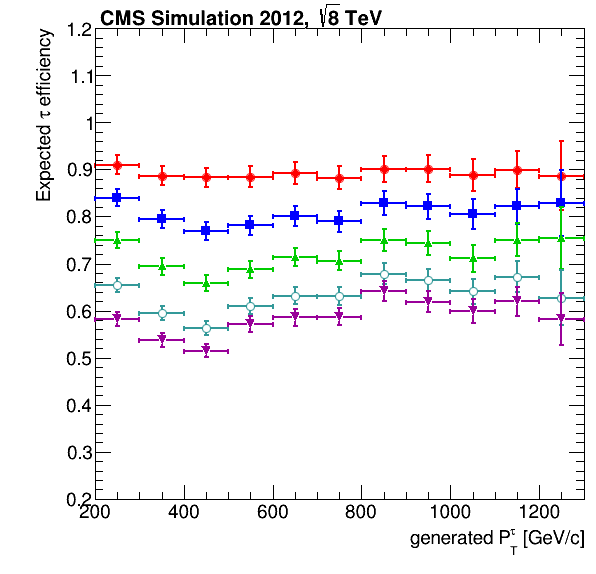 CMS Simulation 2012, √8 TeV
Expected τ efficiency
1.2
1.1
1
0.9
0.8
0.7
0.6
0.5
0.4
0.3
0.2
200 400 600 800 1000 1200
generated P_T^τ [GeV/c]